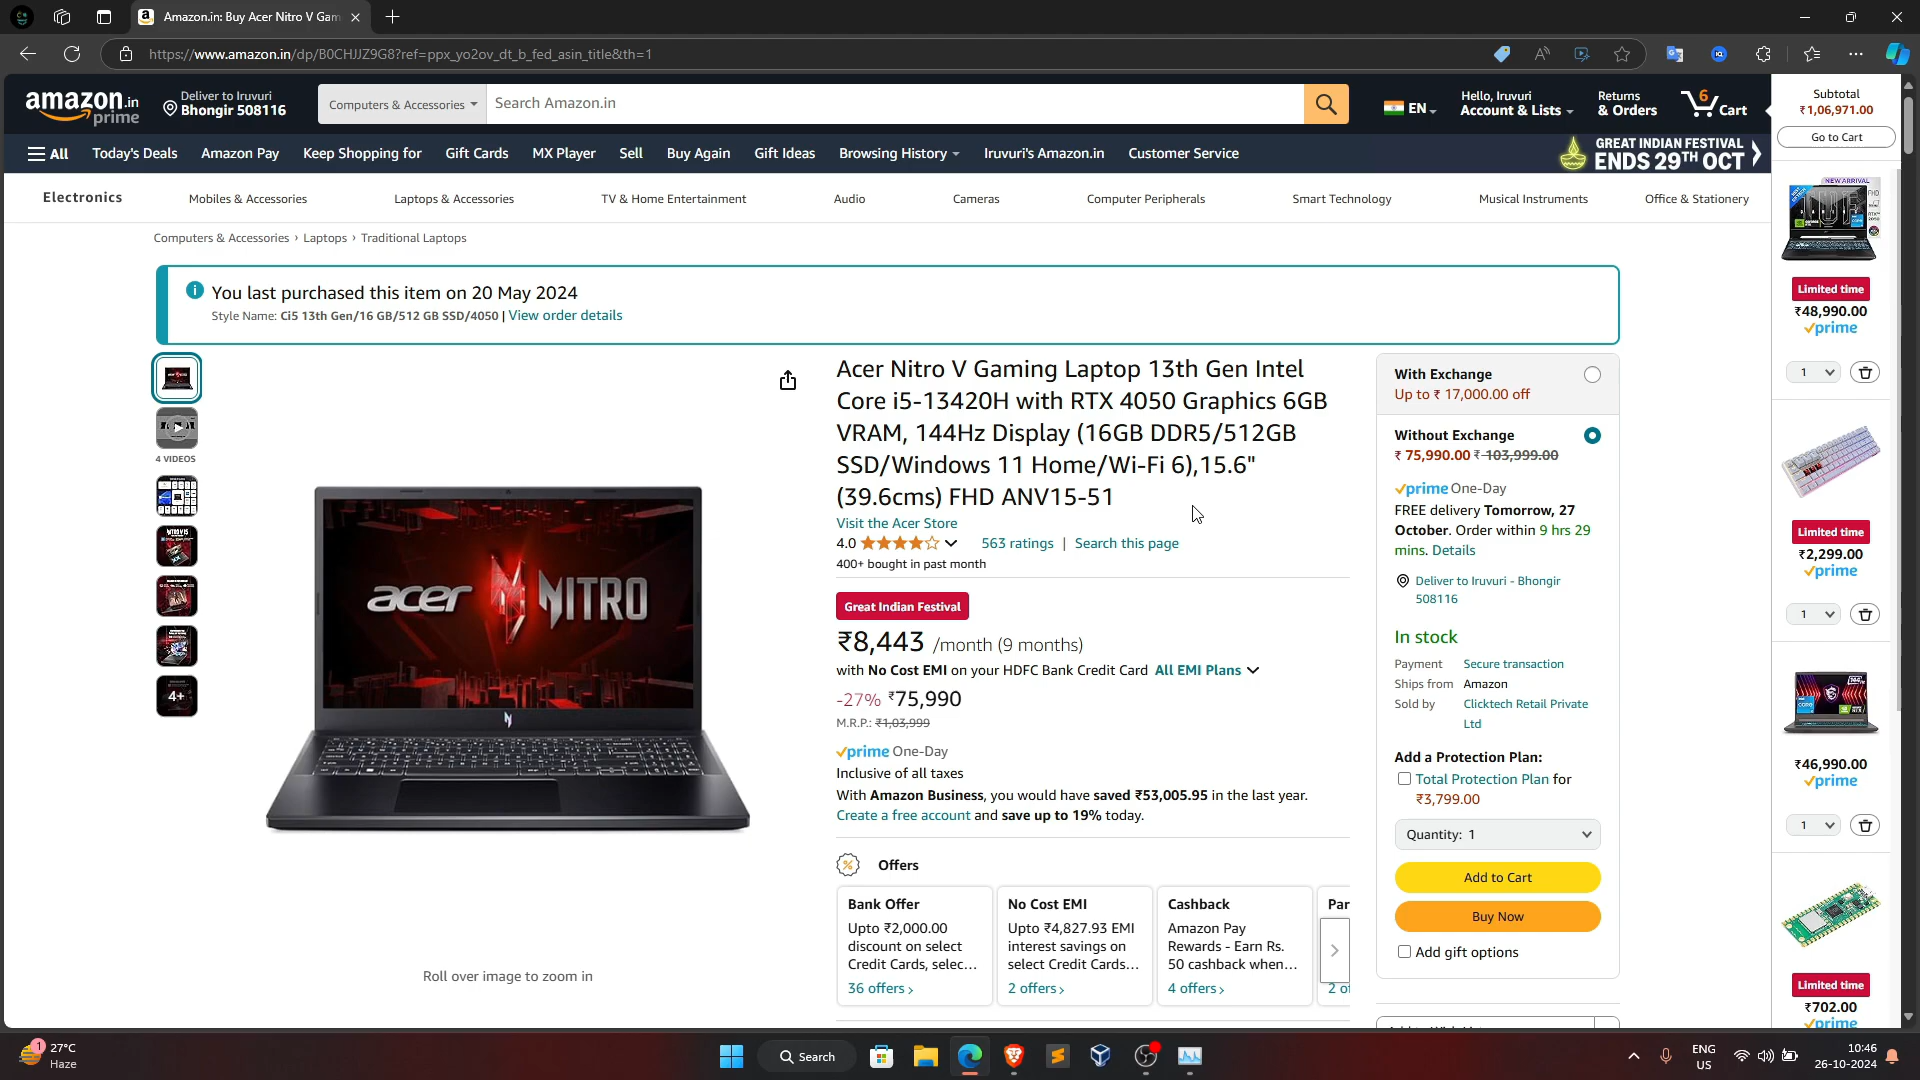 Amazon.in: Buy Acer Nitro V Gam
https://www.amazon.in/dp/B0CHJJZ9G8?ref=ppx_yo2ov_dt_b_fed_asin_title&th=1
amazon.in
prime
Deliver to Iruvuri
Bhongir 508116
Computers & Accessories
Search Amazon.in
EN
Hello, Iruvuri
Account & Lists
Returns
& Orders
6
Cart
All
Today's Deals
Amazon Pay
Keep Shopping for
Gift Cards
MX Player
Sell
Buy Again
Gift Ideas
Browsing History
Iruvuri's Amazon.in
Customer Service
GREAT INDIAN FESTIVAL
ENDS 29TH OCT
Electronics
Mobiles & Accessories
Laptops & Accessories
TV & Home Entertainment
Audio
Cameras
Computer Peripherals
Smart Technology
Musical Instruments
Office & Stationery
Computers & Accessories › Laptops › Traditional Laptops
You last purchased this item on 20 May 2024
Style Name: Ci5 13th Gen/16 GB/512 GB SSD/4050 | View order details
4 VIDEOS
4+
acer NITRO
Roll over image to zoom in
Acer Nitro V Gaming Laptop 13th Gen Intel
Core i5-13420H with RTX 4050 Graphics 6GB
VRAM, 144Hz Display (16GB DDR5/512GB
SSD/Windows 11 Home/Wi-Fi 6),15.6"
(39.6cms) FHD ANV15-51
Visit the Acer Store
4.0
563 ratings | Search this page
400+ bought in past month
Great Indian Festival
₹8,443 /month (9 months)
with No Cost EMI on your HDFC Bank Credit Card All EMI Plans
-27% ₹75,990
M.R.P.: ₹1,03,999
prime One-Day
Inclusive of all taxes
With Amazon Business, you would have saved ₹53,005.95 in the last year.
Create a free account and save up to 19% today.
Offers
Bank Offer
Upto ₹2,000.00
discount on select
Credit Cards, selec...
36 offers ›
No Cost EMI
Upto ₹4,827.93 EMI
interest savings on
select Credit Cards...
2 offers ›
Cashback
Amazon Pay
Rewards - Earn Rs.
50 cashback when...
4 offers ›
Par
2 of
With Exchange
Up to ₹ 17,000.00 off
Without Exchange
₹ 75,990.00 ₹ 103,999.00
prime One-Day
FREE delivery Tomorrow, 27
October. Order within 9 hrs 29
mins. Details
Deliver to Iruvuri - Bhongir
508116
In stock
Payment Secure transaction
Ships from Amazon
Sold by Clicktech Retail Private
Ltd
Add a Protection Plan:
Total Protection Plan for
₹3,799.00
Quantity: 1
Add to Cart
Buy Now
Add gift options
Subtotal
₹1,06,971.00
Go to Cart
NEW ARRIVAL
Limited time
₹48,990.00
prime
1
Limited time
₹2,299.00
prime
1
₹46,990.00
prime
1
Limited time
₹702.00
prime
1
27°C
Haze
Search
ENG
US
10:46
26-10-2024